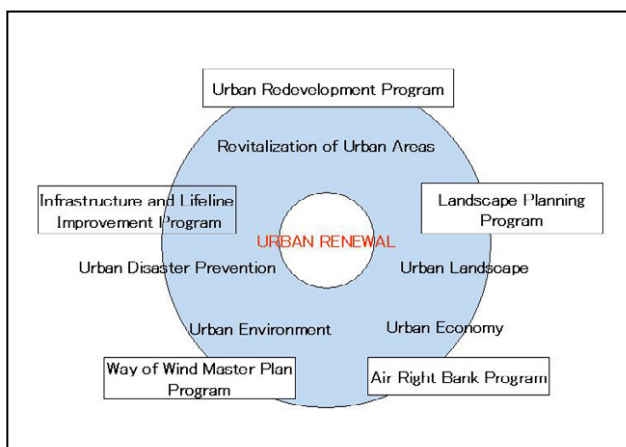 Urban Redevelopment Program
Revitalization of Urban Areas
Infrastructure and Lifeline
Improvement Program
Landscape Planning
Program
URBAN RENEWAL
Urban Disaster Prevention
Urban Landscape
Urban Environment
Urban Economy
Way of Wind Master Plan
Program
Air Right Bank Program